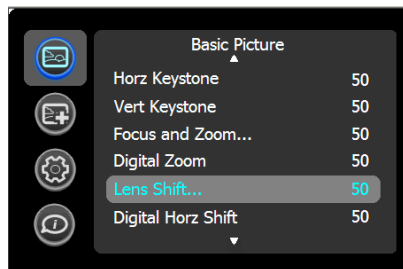 Basic Picture
Horz Keystone 50
Vert Keystone 50
Focus and Zoom... 50
Digital Zoom 50
Lens Shift... 50
Digital Horz Shift 50